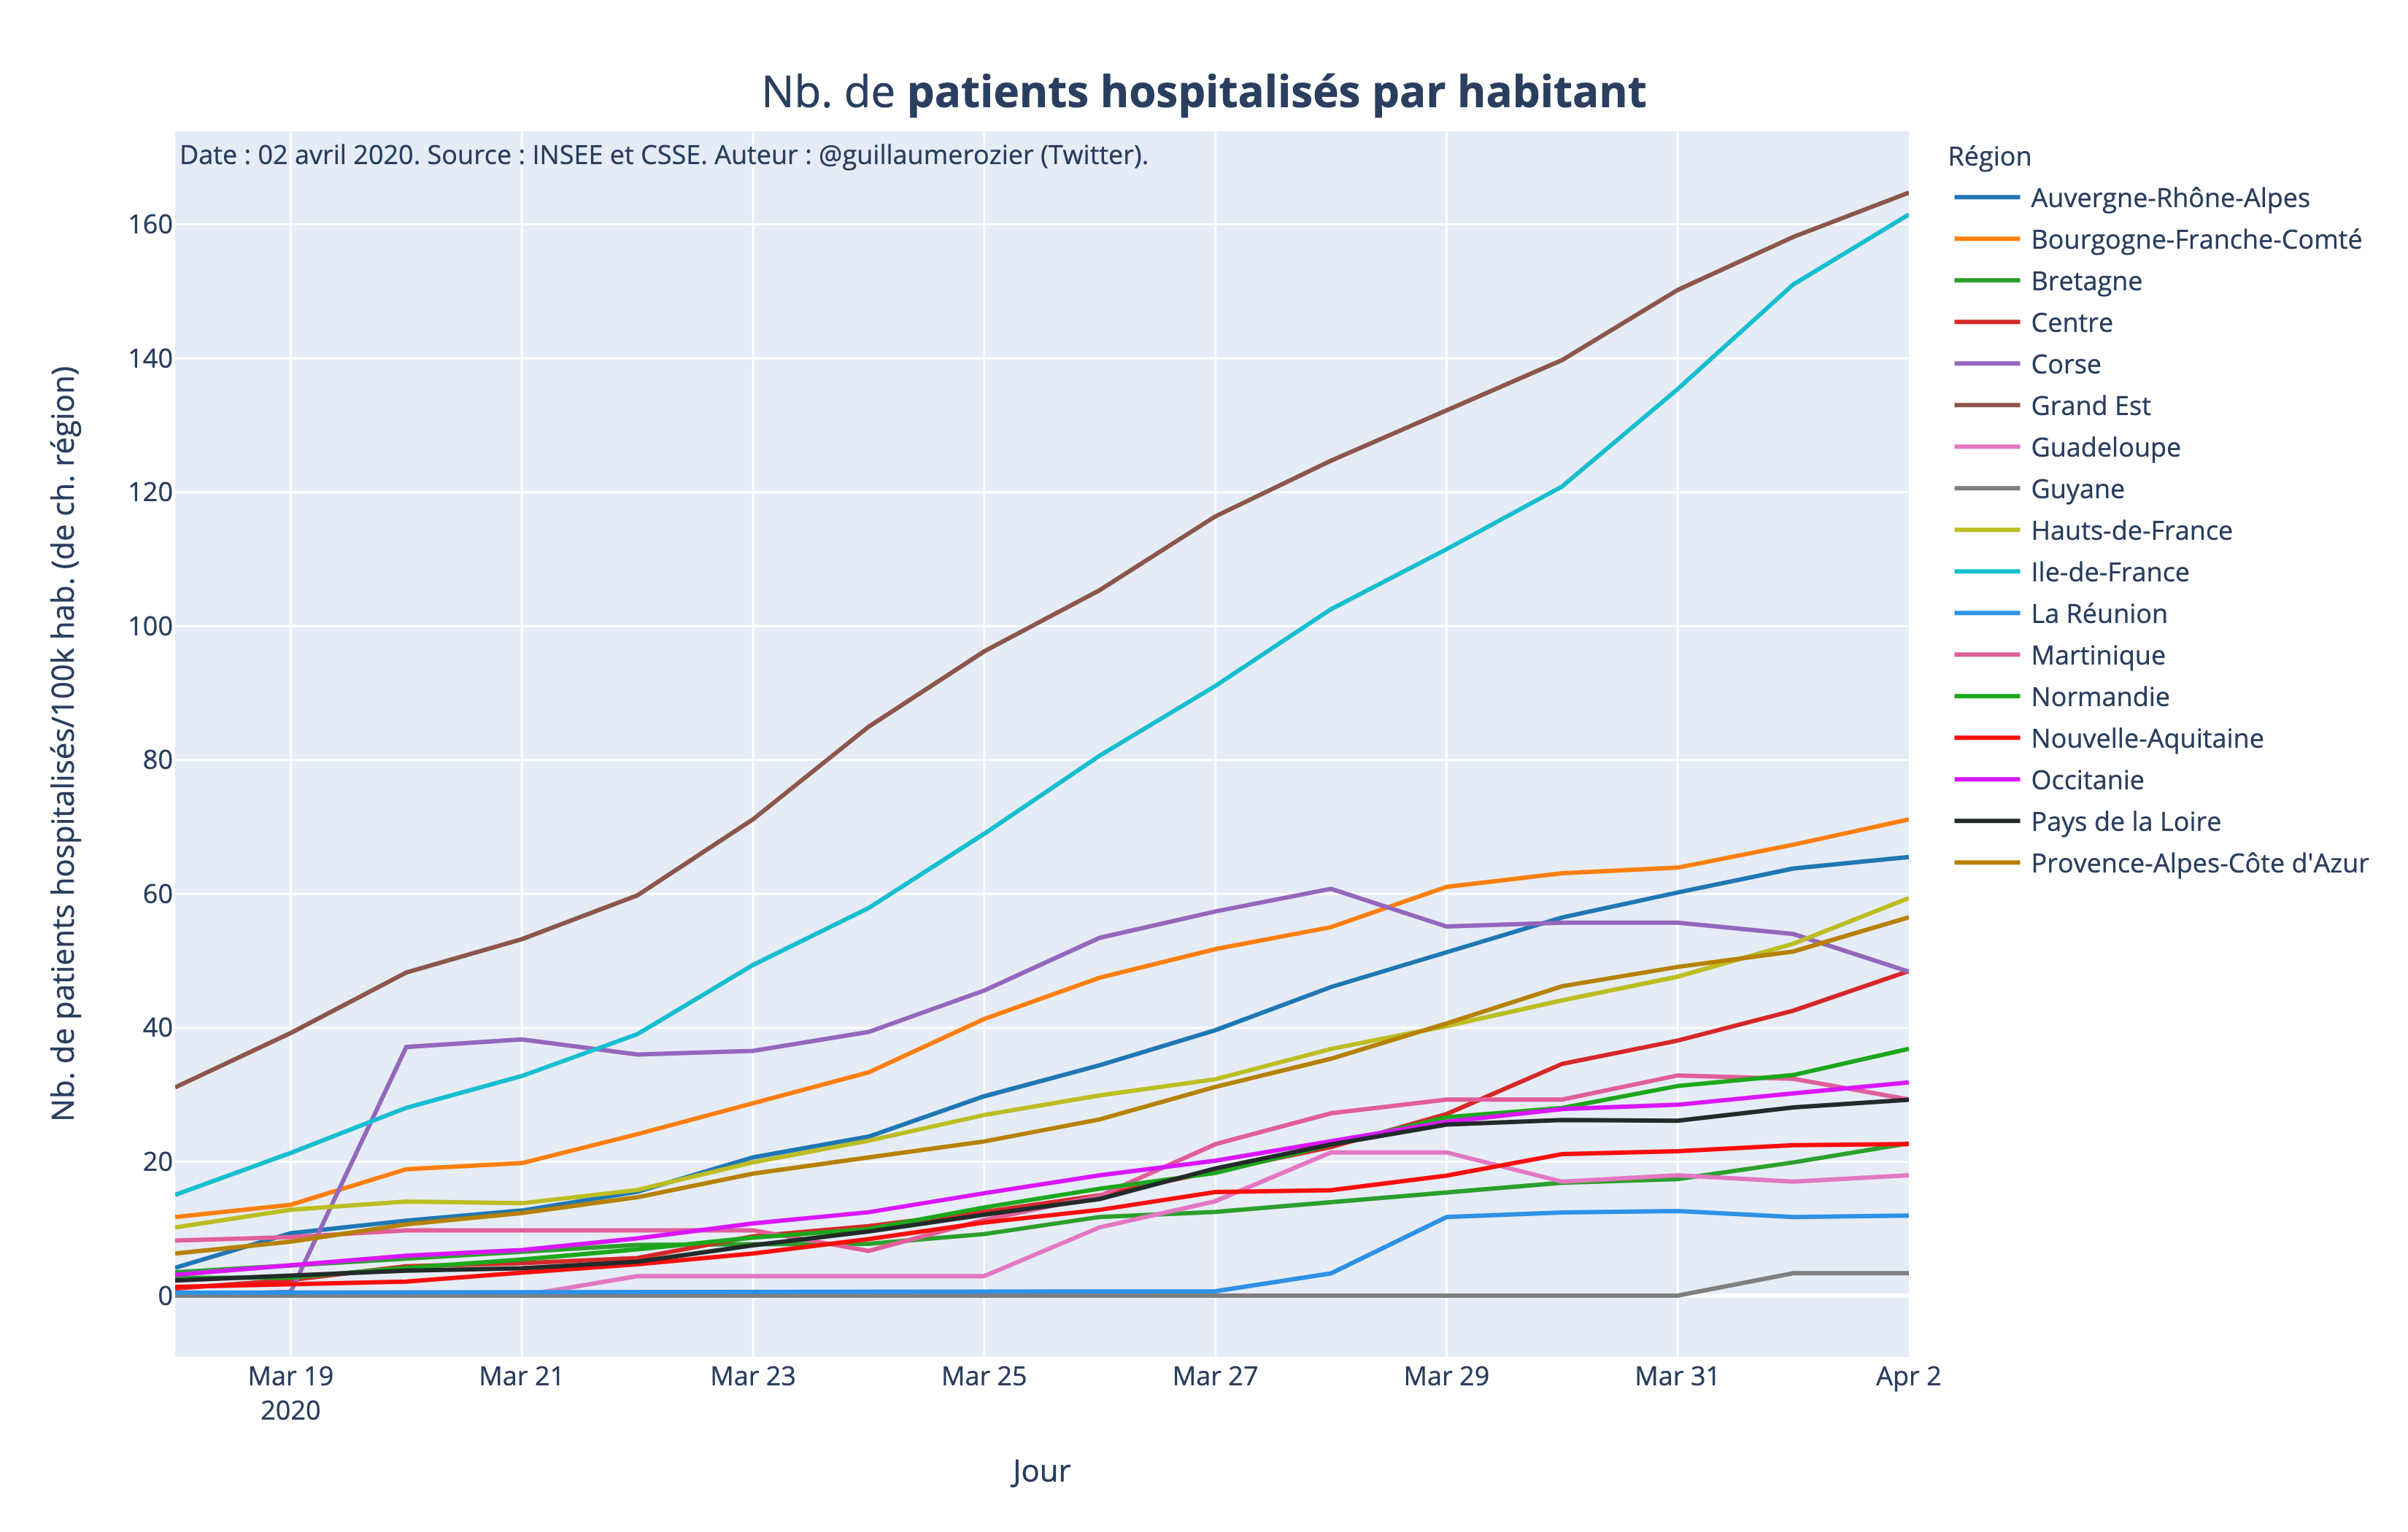 Nb. de patients hospitalisés par habitant
Date : 02 avril 2020. Source : INSEE et CSSE. Auteur : @guillaumerozier (Twitter).
Nb. de patients hospitalisés/100k hab. (de ch. région)
160
140
120
100
80
60
40
20
0
Mar 19
2020
Mar 21
Mar 23
Mar 25
Mar 27
Mar 29
Mar 31
Apr 2
Jour
Région
Auvergne-Rhône-Alpes
Bourgogne-Franche-Comté
Bretagne
Centre
Corse
Grand Est
Guadeloupe
Guyane
Hauts-de-France
Ile-de-France
La Réunion
Martinique
Normandie
Nouvelle-Aquitaine
Occitanie
Pays de la Loire
Provence-Alpes-Côte d'Azur